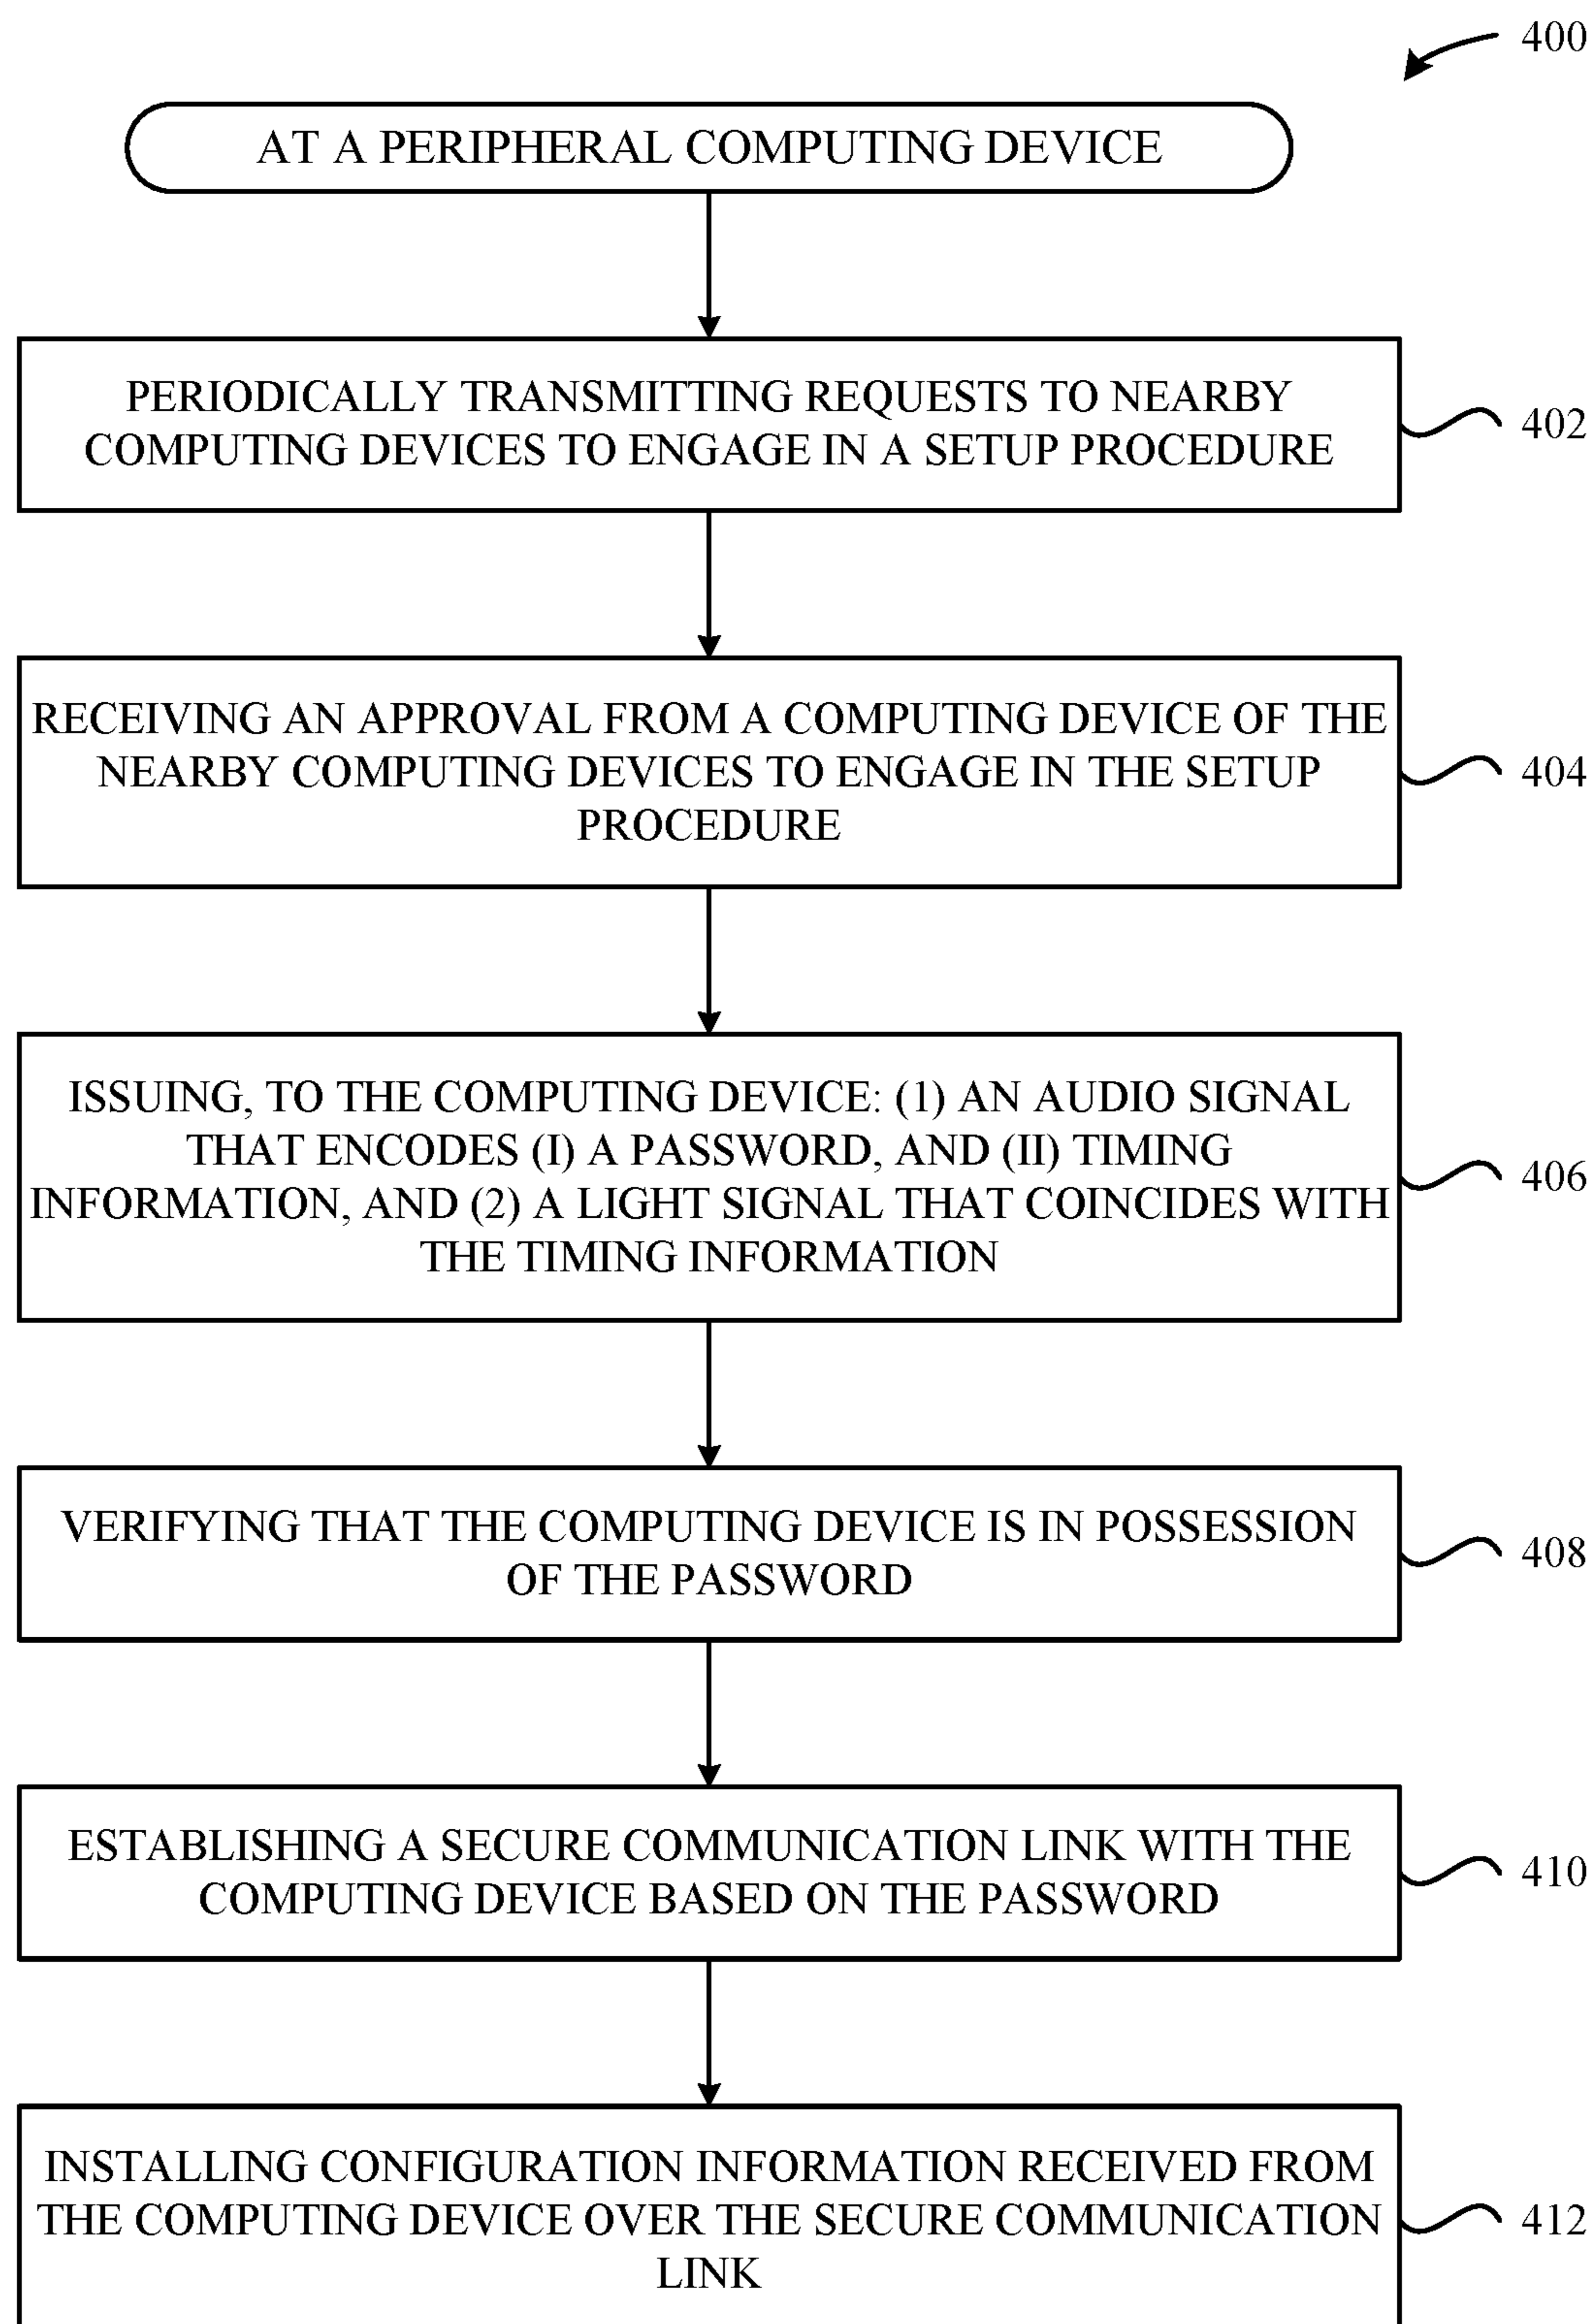 400
AT A PERIPHERAL COMPUTING DEVICE
PERIODICALLY TRANSMITTING REQUESTS TO NEARBY
COMPUTING DEVICES TO ENGAGE IN A SETUP PROCEDURE
402
RECEIVING AN APPROVAL FROM A COMPUTING DEVICE OF THE
NEARBY COMPUTING DEVICES TO ENGAGE IN THE SETUP
PROCEDURE
404
ISSUING, TO THE COMPUTING DEVICE: (1) AN AUDIO SIGNAL
THAT ENCODES (I) A PASSWORD, AND (II) TIMING
INFORMATION, AND (2) A LIGHT SIGNAL THAT COINCIDES WITH
THE TIMING INFORMATION
406
VERIFYING THAT THE COMPUTING DEVICE IS IN POSSESSION
OF THE PASSWORD
408
ESTABLISHING A SECURE COMMUNICATION LINK WITH THE
COMPUTING DEVICE BASED ON THE PASSWORD
410
INSTALLING CONFIGURATION INFORMATION RECEIVED FROM
THE COMPUTING DEVICE OVER THE SECURE COMMUNICATION
LINK
412